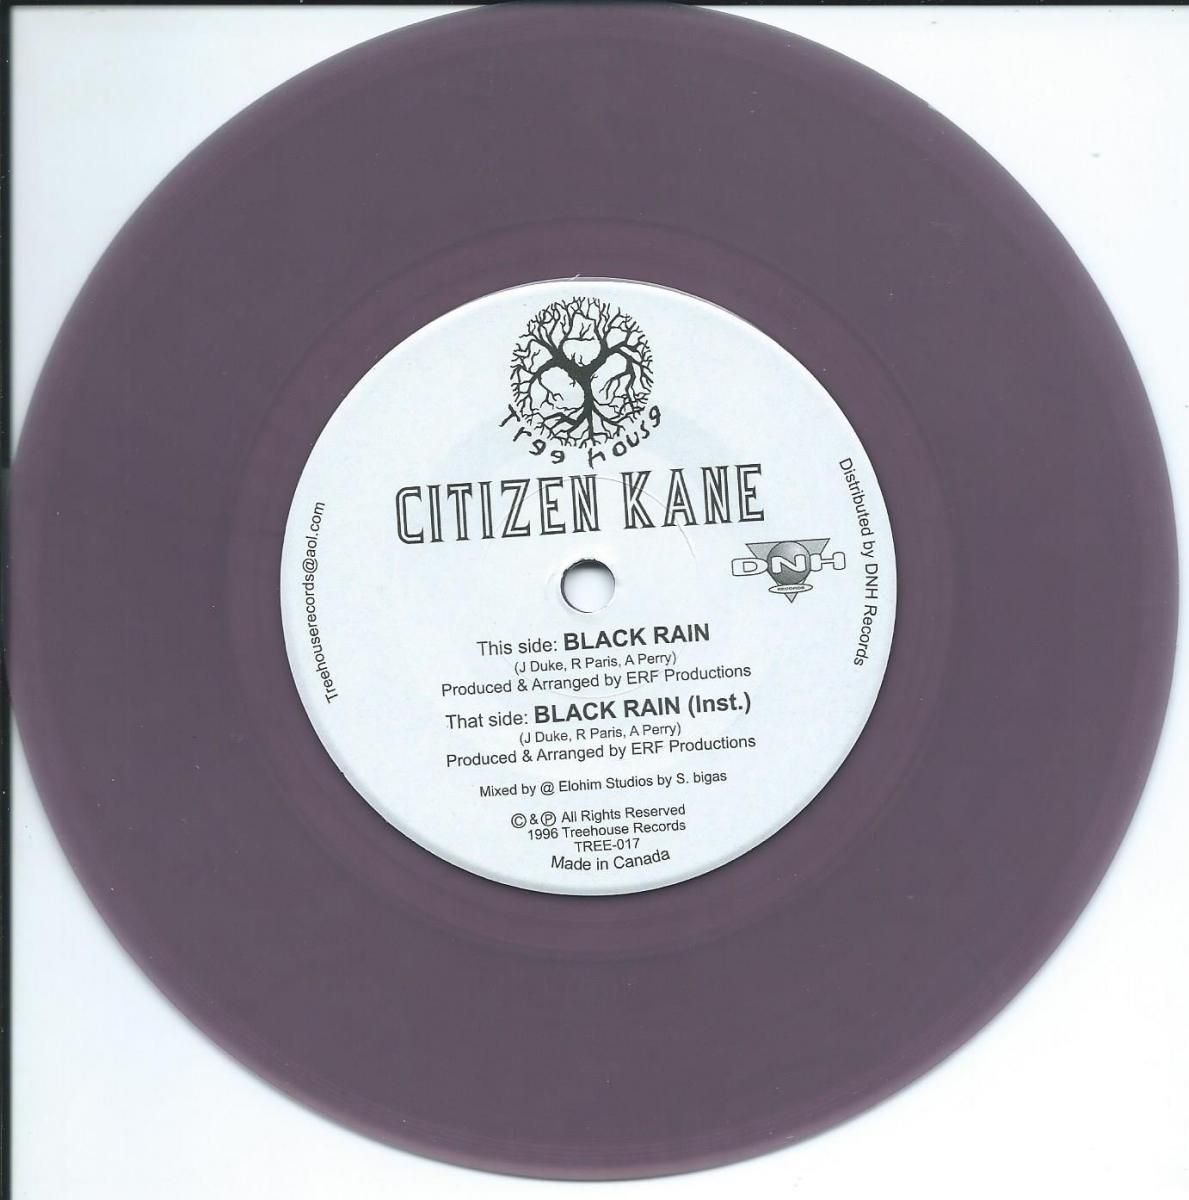 Tree house
CITIZEN KANE
DNH
RECORDS
Distributed by DNH Records
Treehouserecords@aol.com
This side: BLACK RAIN
(J Duke, R Paris, A Perry)
Produced & Arranged by ERF Productions
That side: BLACK RAIN (Inst.)
(J Duke, R Paris, A Perry)
Produced & Arranged by ERF Productions
Mixed by @ Elohim Studios by S. bigas
© & ℗ All Rights Reserved
1996 Treehouse Records
TREE-017
Made in Canada